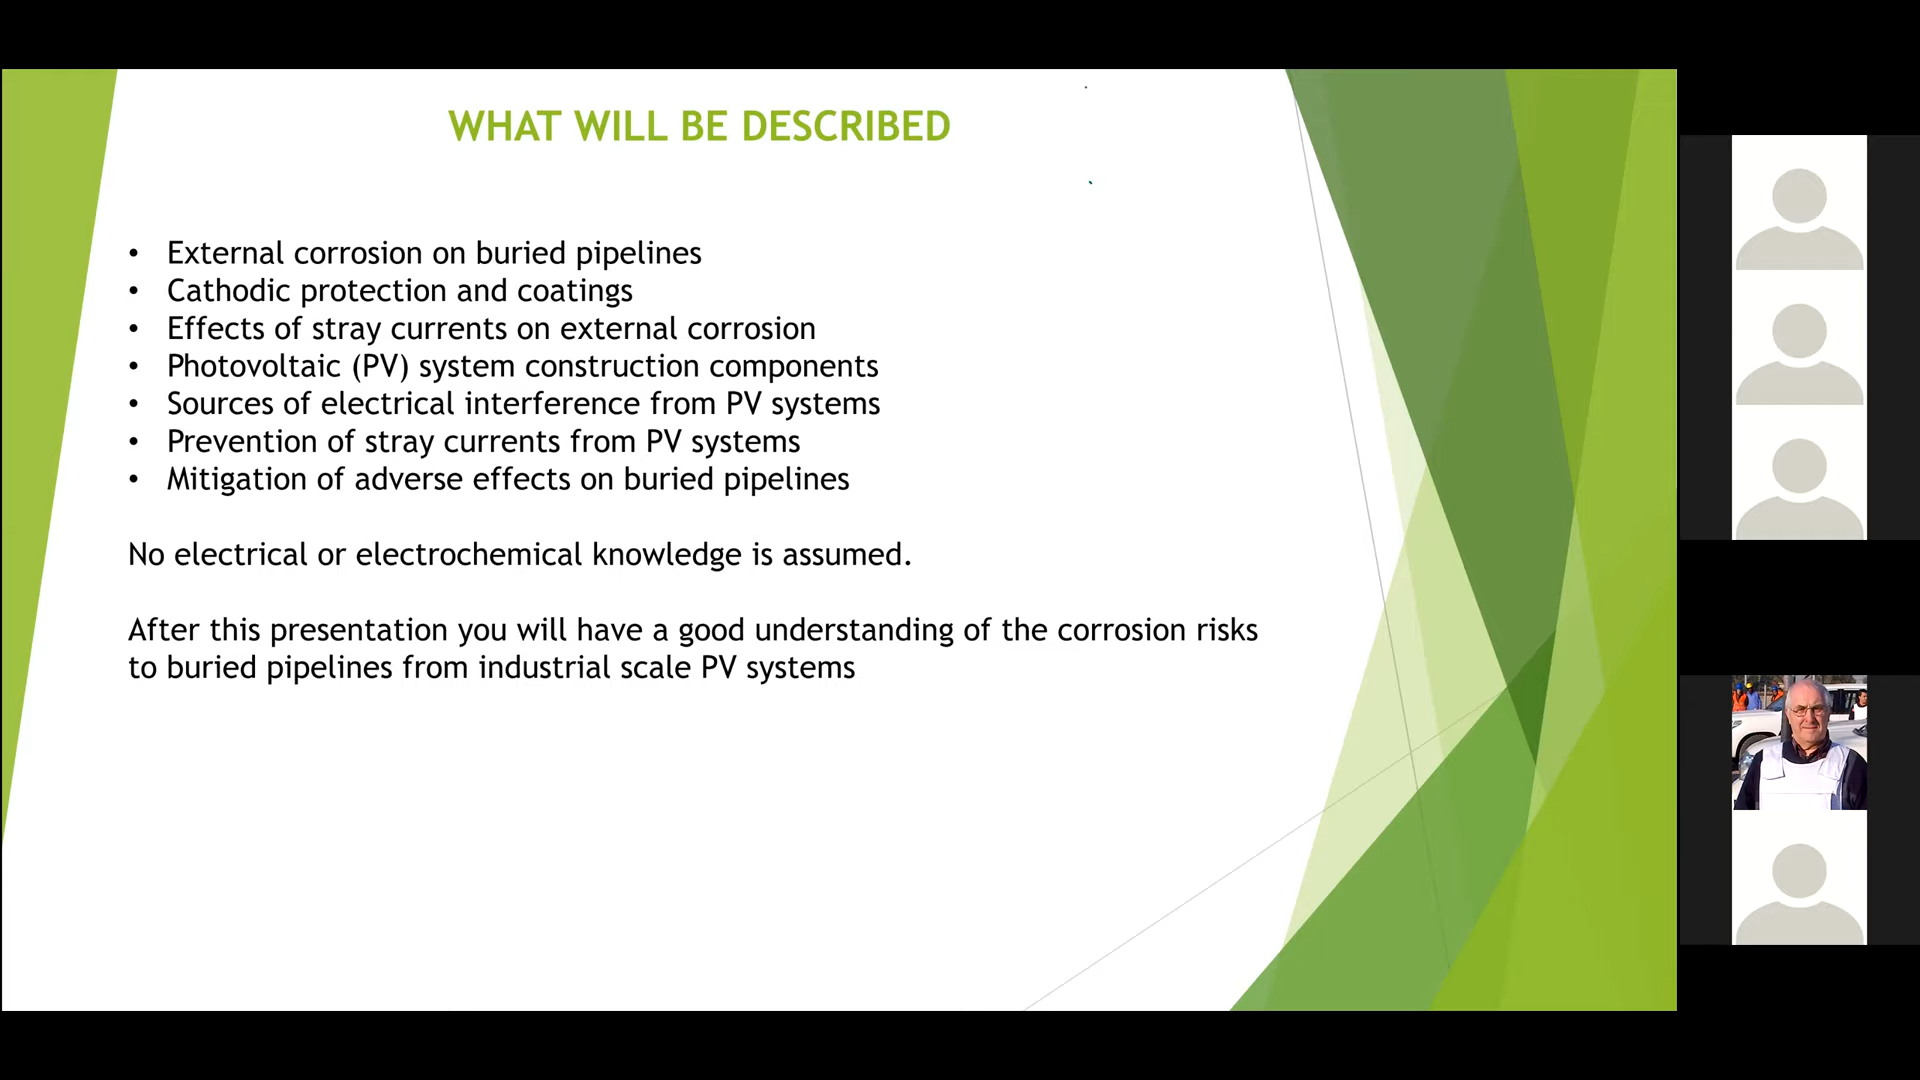 WHAT WILL BE DESCRIBED
• External corrosion on buried pipelines
• Cathodic protection and coatings
• Effects of stray currents on external corrosion
• Photovoltaic (PV) system construction components
• Sources of electrical interference from PV systems
• Prevention of stray currents from PV systems
• Mitigation of adverse effects on buried pipelines
No electrical or electrochemical knowledge is assumed.
After this presentation you will have a good understanding of the corrosion risks
to buried pipelines from industrial scale PV systems